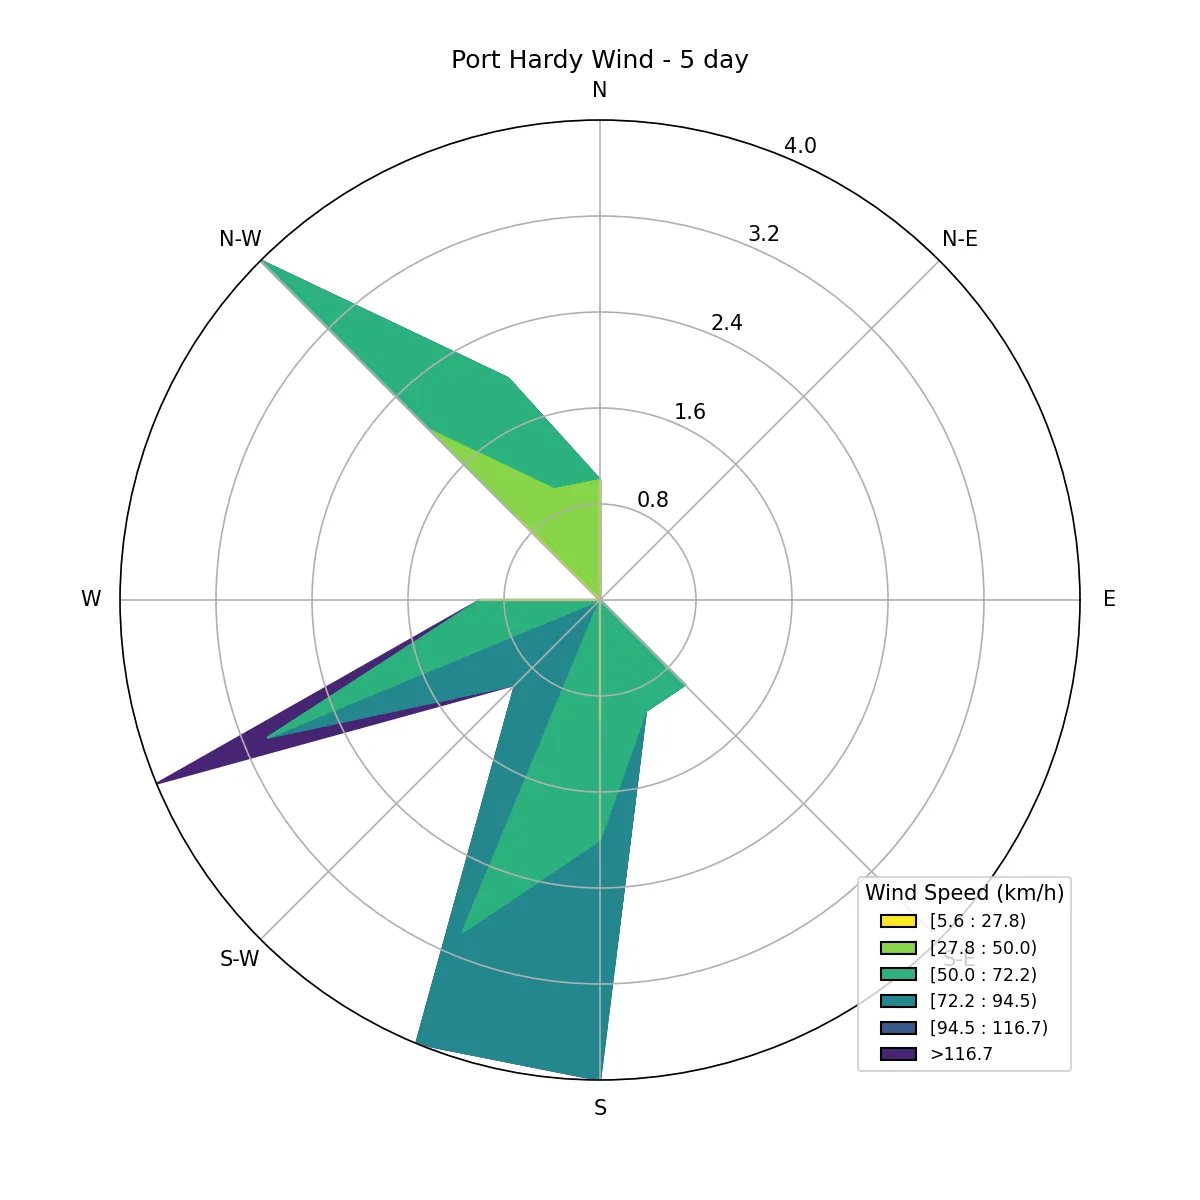 Port Hardy Wind - 5 day
N
4.0
N-W
3.2
N-E
2.4
1.6
0.8
W
E
S-W
S-E
S
Wind Speed (km/h)
[5.6 : 27.8)
[27.8 : 50.0)
[50.0 : 72.2)
[72.2 : 94.5)
[94.5 : 116.7)
>116.7